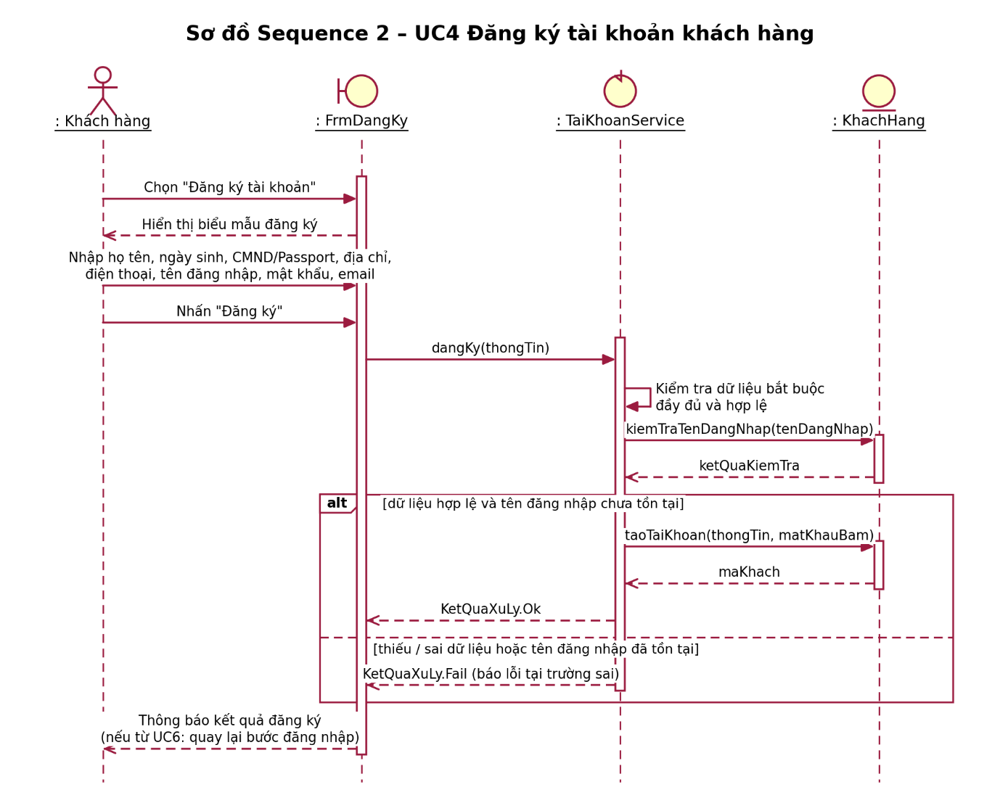 Sơ đồ Sequence 2 – UC4 Đăng ký tài khoản khách hàng
: Khách hàng
: FrmDangKy
: TaiKhoanService
: KhachHang
Chọn "Đăng ký tài khoản"
Hiển thị biểu mẫu đăng ký
Nhập họ tên, ngày sinh, CMND/Passport, địa chỉ,
điện thoại, tên đăng nhập, mật khẩu, email
Nhấn "Đăng ký"
dangKy(thongTin)
Kiểm tra dữ liệu bắt buộc
đầy đủ và hợp lệ
kiemTraTenDangNhap(tenDangNhap)
ketQuaKiemTra
alt
[dữ liệu hợp lệ và tên đăng nhập chưa tồn tại]
taoTaiKhoan(thongTin, matKhauBam)
maKhach
KetQuaXuLy.Ok
[thiếu / sai dữ liệu hoặc tên đăng nhập đã tồn tại]
KetQuaXuLy.Fail (báo lỗi tại trường sai)
Thông báo kết quả đăng ký
(nếu từ UC6: quay lại bước đăng nhập)